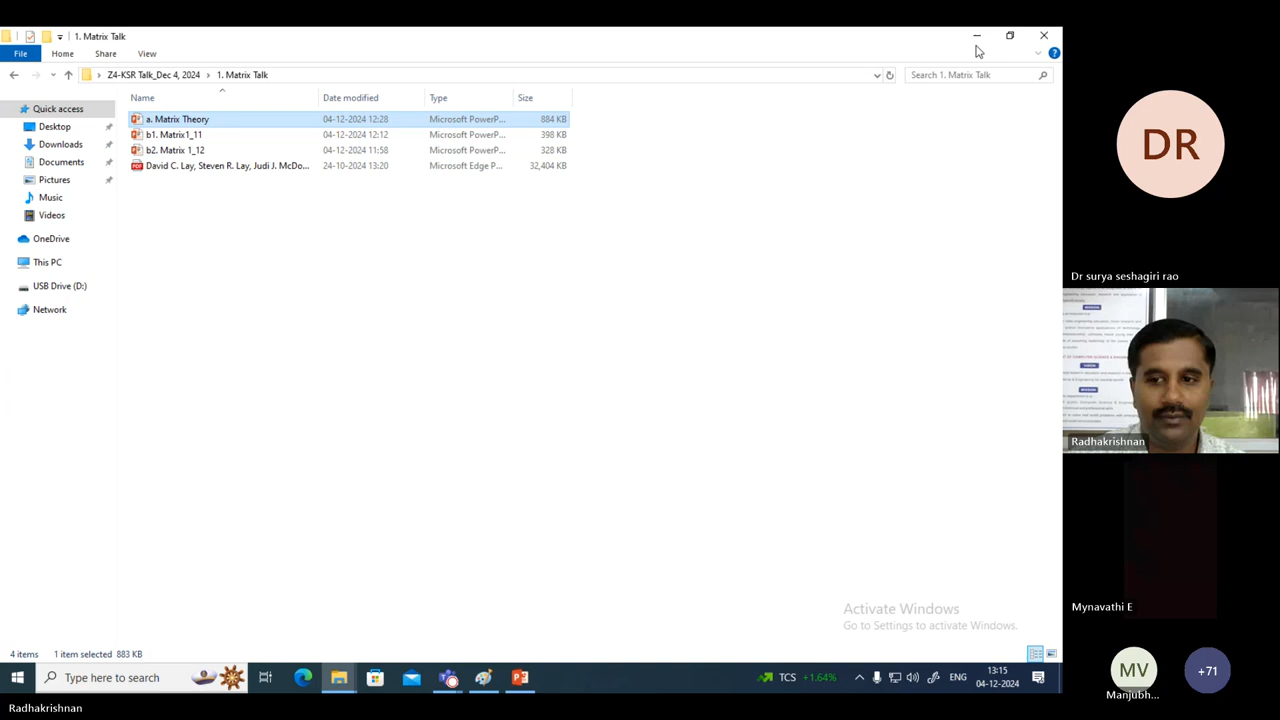 1. Matrix Talk
File Home Share View
Z4-KSR Talk_Dec 4, 2024 1. Matrix Talk
Search 1. Matrix Talk
Name Date modified Type Size
a. Matrix Theory 04-12-2024 12:28 Microsoft PowerP... 884 KB
b1. Matrix1_11 04-12-2024 12:12 Microsoft PowerP... 398 KB
b2. Matrix 1_12 04-12-2024 11:58 Microsoft PowerP... 328 KB
David C. Lay, Steven R. Lay, Judi J. McDo... 24-10-2024 13:20 Microsoft Edge P... 32,404 KB
Quick access
Desktop
Downloads
Documents
Pictures
Music
Videos
OneDrive
This PC
USB Drive (D:)
Network
Activate Windows
Go to Settings to activate Windows.
4 items 1 item selected 883 KB
Type here to search
TCS +1.64%
ENG
13:15
04-12-2024
Radhakrishnan
DR
Dr surya seshagiri rao
VISION
MISSION
Radhakrishnan
Mynavathi E
MV
Manjubh...
+71